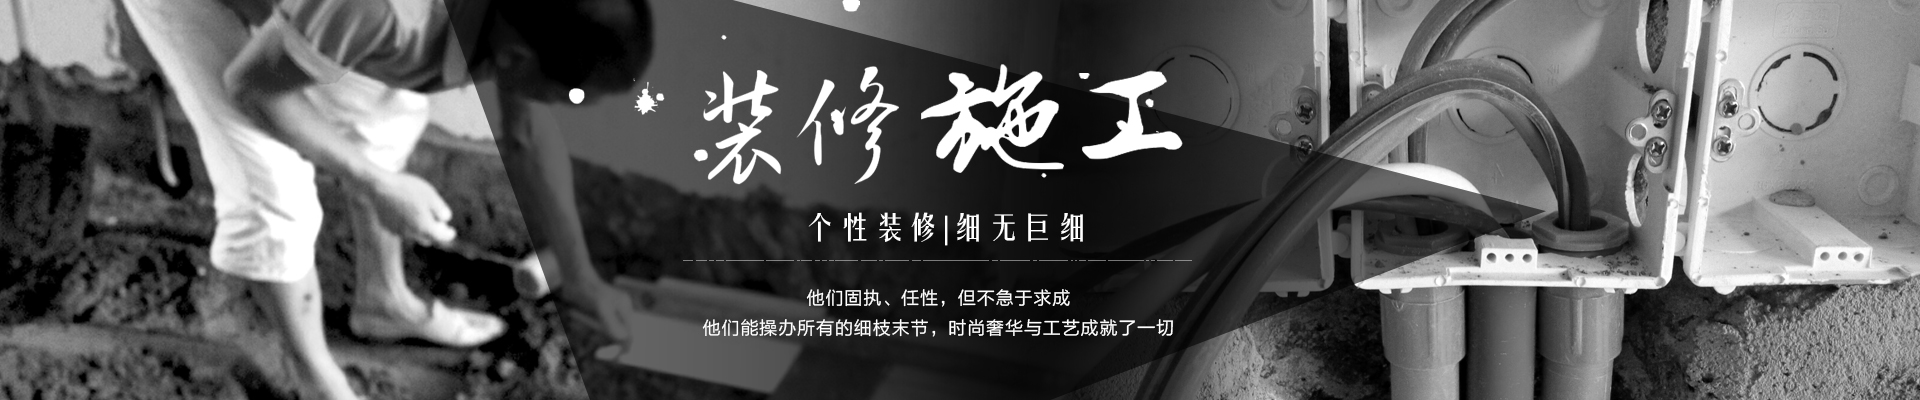 装修施工
个性装修|细无巨细
他们固执、任性，但不急于求成
他们能操办所有的细枝末节，时尚奢华与工艺成就了一切